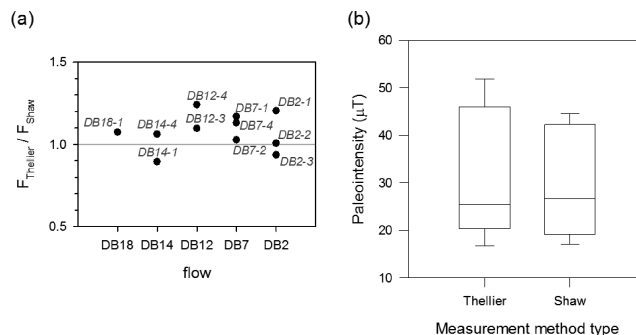 (a)
F Thellier / F Shaw
1.5
1.0
0.5
DB18-1
DB14-4
DB14-1
DB12-4
DB12-3
DB7-1
DB7-4
DB7-2
DB2-1
DB2-2
DB2-3
DB18 DB14 DB12 DB7 DB2
flow
(b)
Paleointensity (μT)
60
50
40
30
20
10
Thellier Shaw
Measurement method type